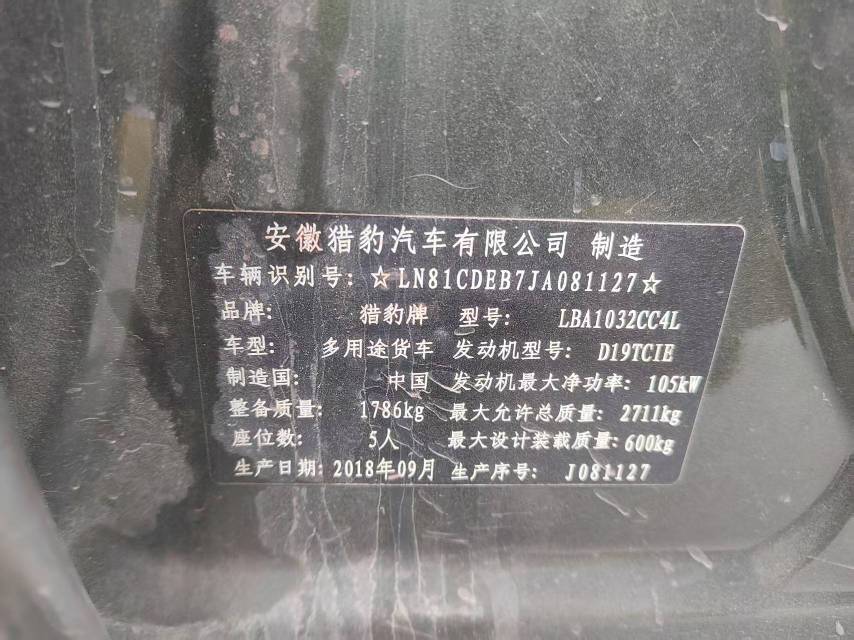 安徽猎豹汽车有限公司 制造
车辆识别号: ☆LN81CDEB7JA081127☆
品牌: 猎豹牌 型号: LBA1032CC4L
车型: 多用途货车 发动机型号: D19TCIE
制造国: 中国 发动机最大净功率: 105kW
整备质量: 1786kg 最大允许总质量: 2711kg
座位数: 5人 最大设计装载质量: 600kg
生产日期: 2018年09月 生产序号: J081127